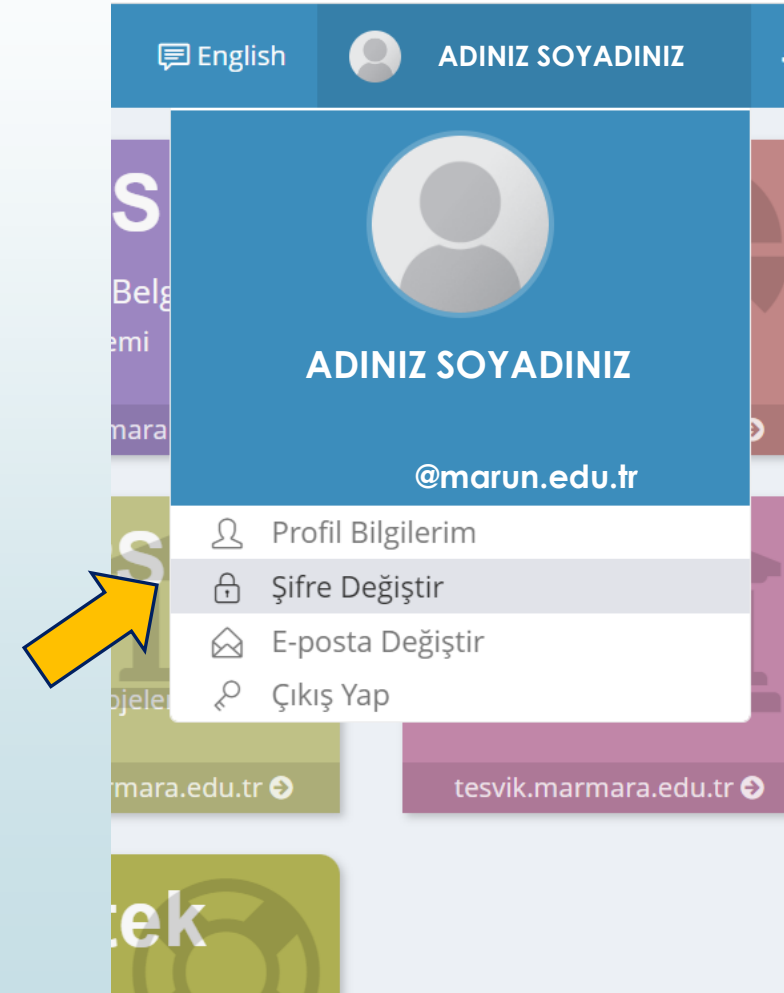 English
ADINIZ SOYADINIZ
S
Belg
emi
mara
ADINIZ SOYADINIZ
@marun.edu.tr
Profil Bilgilerim
Şifre Değiştir
E-posta Değiştir
Çıkış Yap
S
ojeler
rmara.edu.tr
tesvik.marmara.edu.tr
tek